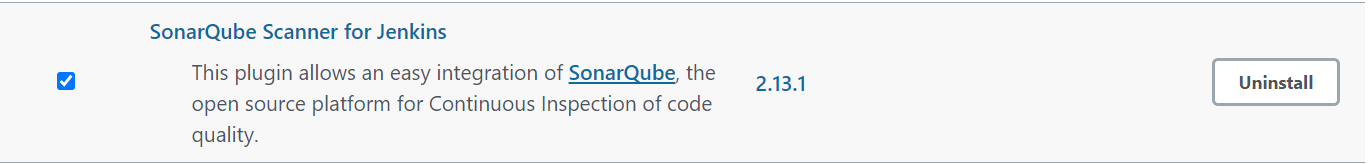 SonarQube Scanner for Jenkins
This plugin allows an easy integration of SonarQube, the
open source platform for Continuous Inspection of code
quality.
2.13.1
Uninstall